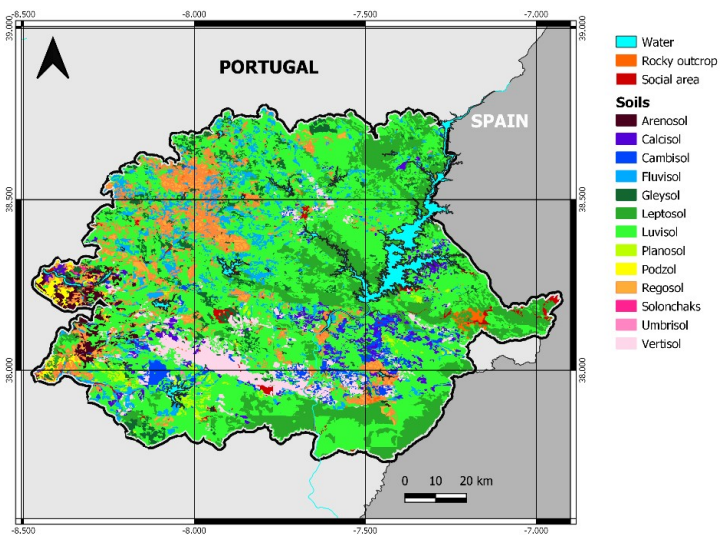 -8.500 -8.000 -7.500 -7.000
39.000 39.000
PORTUGAL
SPAIN
38.500 38.500
38.000 38.000
0 10 20 km
-8.500 -8.000 -7.500 -7.000
Water
Rocky outcrop
Social area
Soils
Arenosol
Calcisol
Cambisol
Fluvisol
Gleysol
Leptosol
Luvisol
Planosol
Podzol
Regosol
Solonchaks
Umbrisol
Vertisol